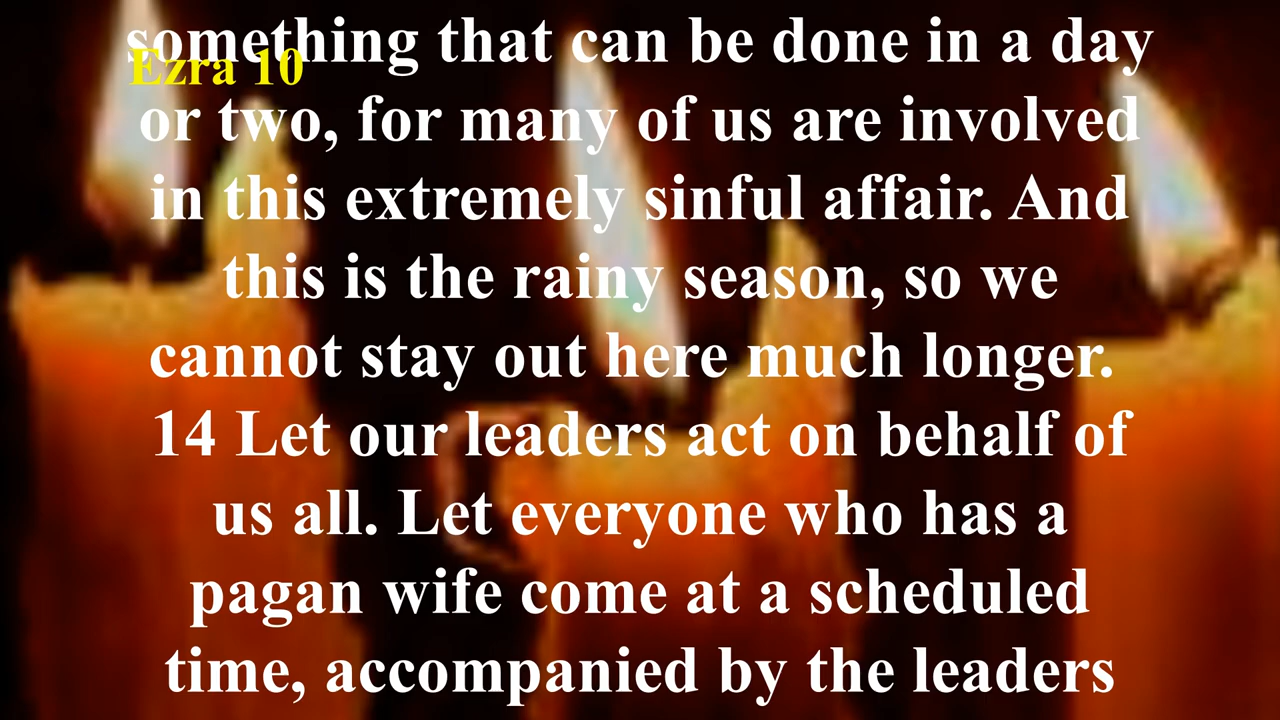 something that can be done in a day
Ezra 10
or two, for many of us are involved
in this extremely sinful affair. And
this is the rainy season, so we
cannot stay out here much longer.
14 Let our leaders act on behalf of
us all. Let everyone who has a
pagan wife come at a scheduled
time, accompanied by the leaders